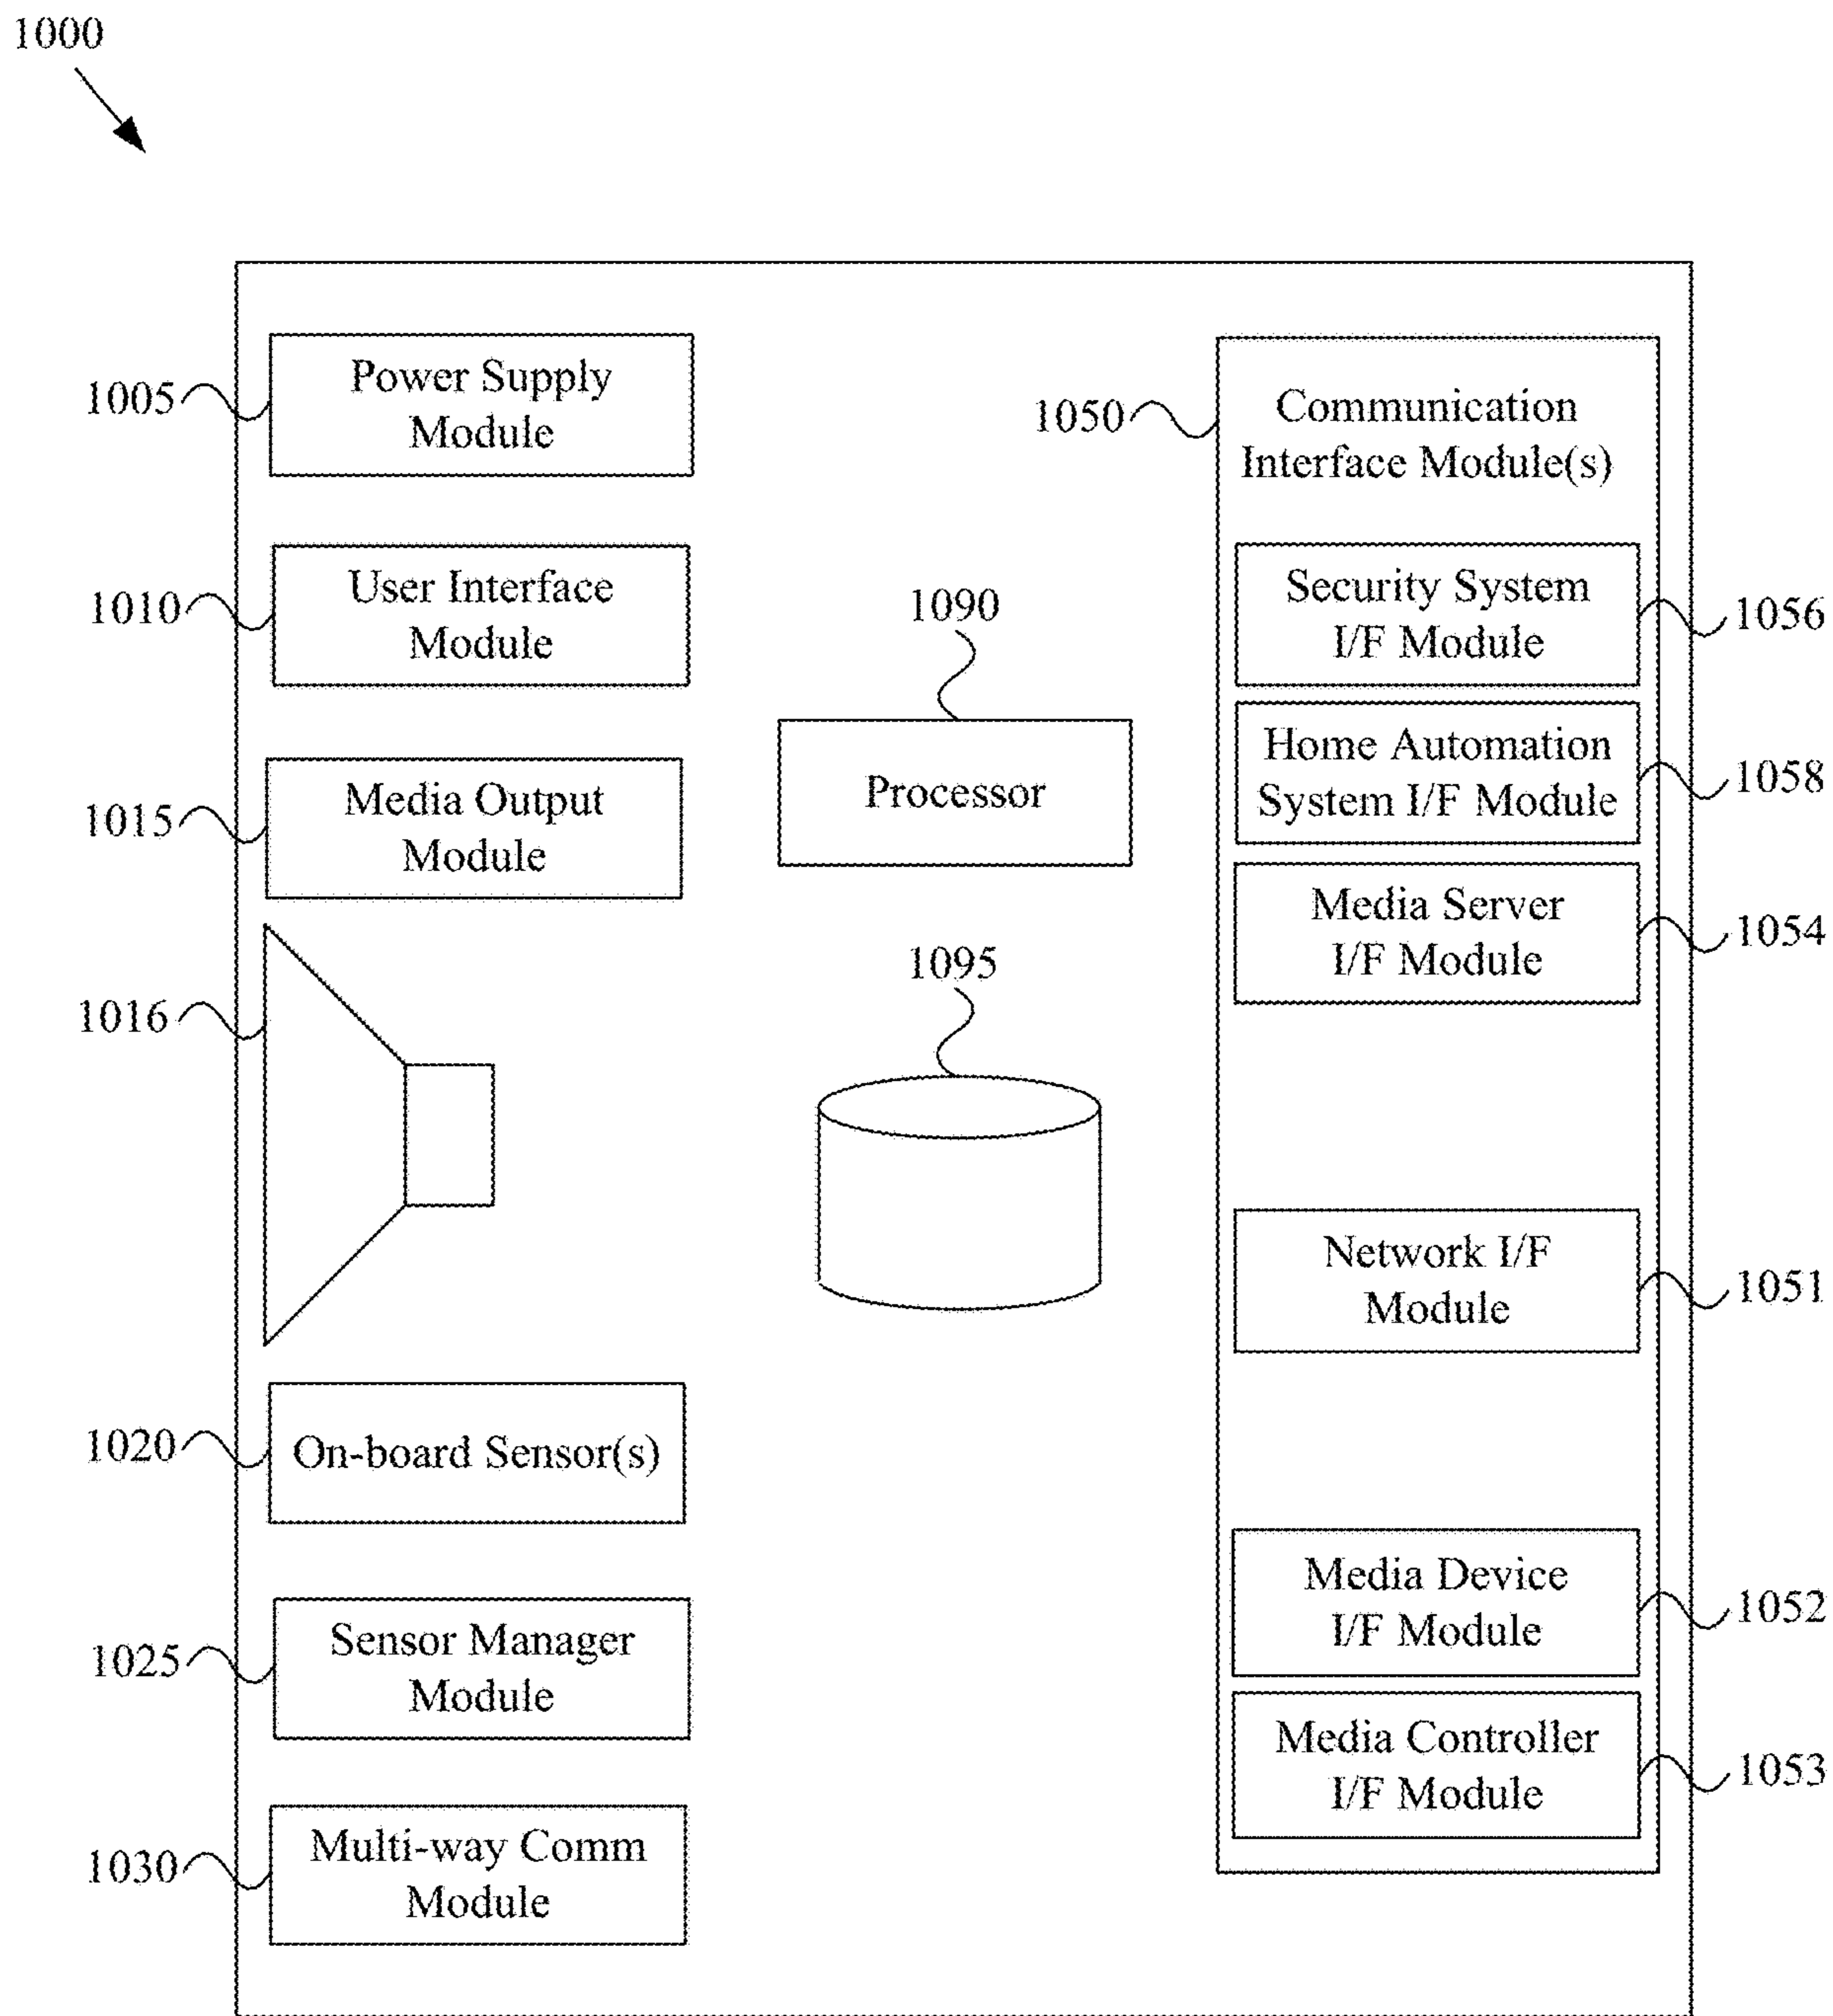 1000
1005
Power Supply
Module
1010
User Interface
Module
1015
Media Output
Module
1016
1020
On-board Sensor(s)
1025
Sensor Manager
Module
1030
Multi-way Comm
Module
1090
Processor
1095
1050
Communication
Interface Module(s)
Security System
I/F Module
1056
Home Automation
System I/F Module
1058
Media Server
I/F Module
1054
Network I/F
Module
1051
Media Device
I/F Module
1052
Media Controller
I/F Module
1053